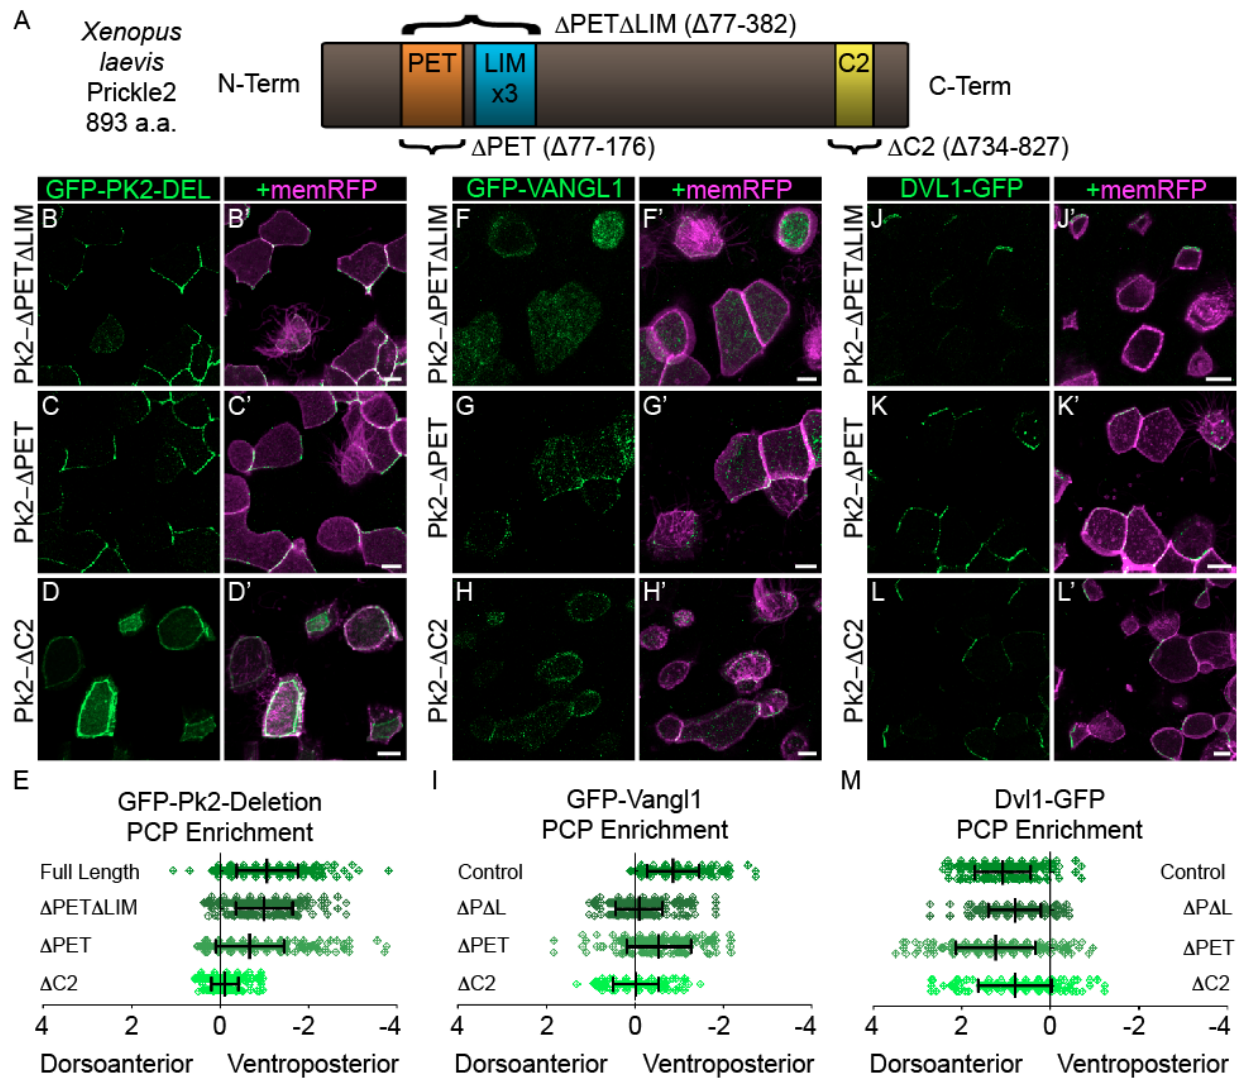 A
Xenopus
laevis
Prickle2
893 a.a.
N-Term
ΔPETΔLIM (Δ77-382)
PET
LIM
x3
C2
C-Term
ΔPET (Δ77-176)
ΔC2 (Δ734-827)
GFP-PK2-DEL
+memRFP
GFP-VANGL1
+memRFP
DVL1-GFP
+memRFP
Pk2-ΔPETΔLIM
B
B'
Pk2-ΔPETΔLIM
F
F'
Pk2-ΔPETΔLIM
J
J'
Pk2-ΔPET
C
C'
Pk2-ΔPET
G
G'
Pk2-ΔPET
K
K'
Pk2-ΔC2
D
D'
Pk2-ΔC2
H
H'
Pk2-ΔC2
L
L'
E
GFP-Pk2-Deletion
PCP Enrichment
Full Length
ΔPETΔLIM
ΔPET
ΔC2
4 2 0 -2 -4
Dorsoanterior Ventroposterior
I
GFP-Vangl1
PCP Enrichment
Control
ΔPΔL
ΔPET
ΔC2
4 2 0 -2 -4
Dorsoanterior Ventroposterior
M
Dvl1-GFP
PCP Enrichment
Control
ΔPΔL
ΔPET
ΔC2
4 2 0 -2 -4
Dorsoanterior Ventroposterior